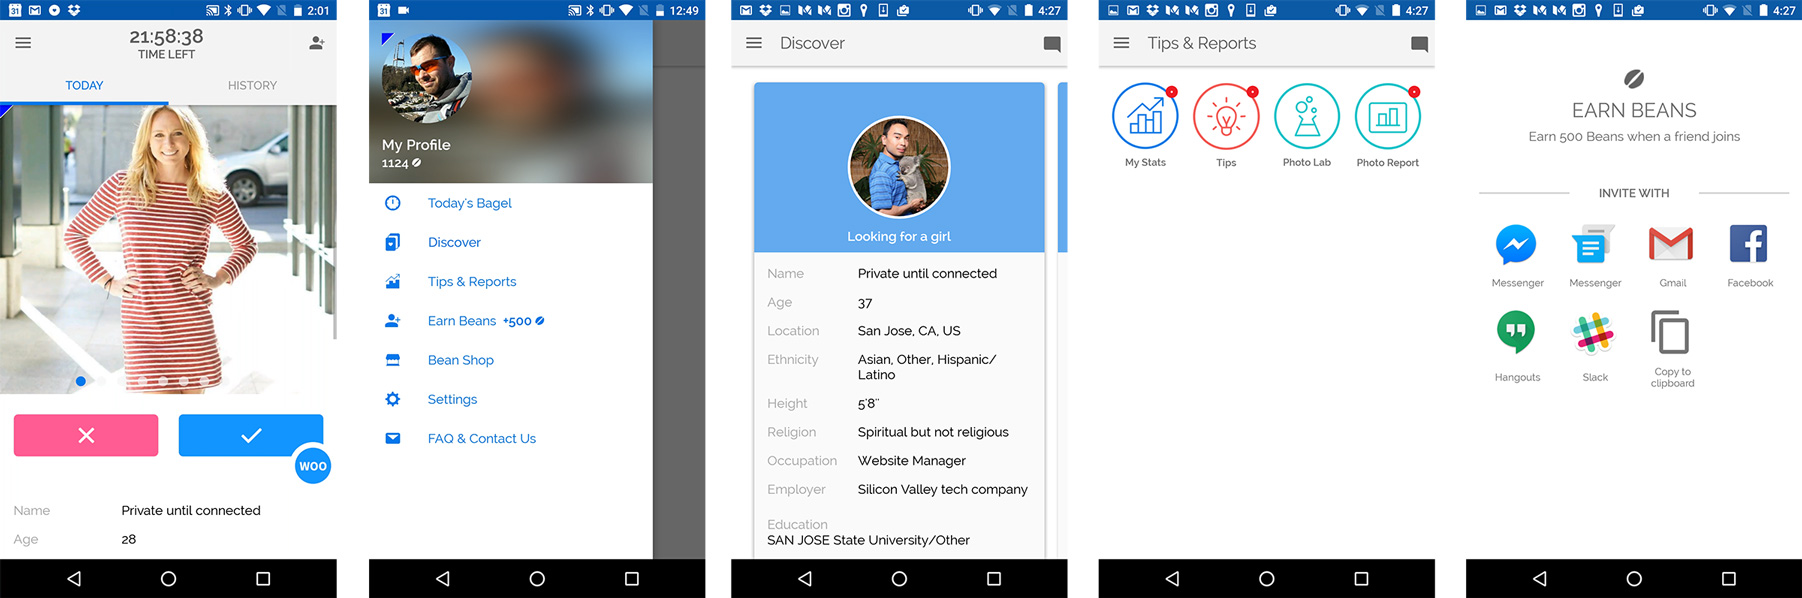 31
2:01
21:58:38
TIME LEFT
TODAY
HISTORY
WOO
Name Private until connected
Age 28
31
12:49
My Profile
1124
Today's Bagel
Discover
Tips & Reports
Earn Beans +500
Bean Shop
Settings
FAQ & Contact Us
4:27
Discover
Looking for a girl
Name Private until connected
Age 37
Location San Jose, CA, US
Ethnicity Asian, Other, Hispanic/
Latino
Height 5'8"
Religion Spiritual but not religious
Occupation Website Manager
Employer Silicon Valley tech company
Education
SAN JOSE State University/Other
4:27
Tips & Reports
My Stats
Tips
Photo Lab
Photo Report
4:27
EARN BEANS
Earn 500 Beans when a friend joins
INVITE WITH
Messenger
Messenger
Gmail
Facebook
Hangouts
Slack
Copy to
clipboard